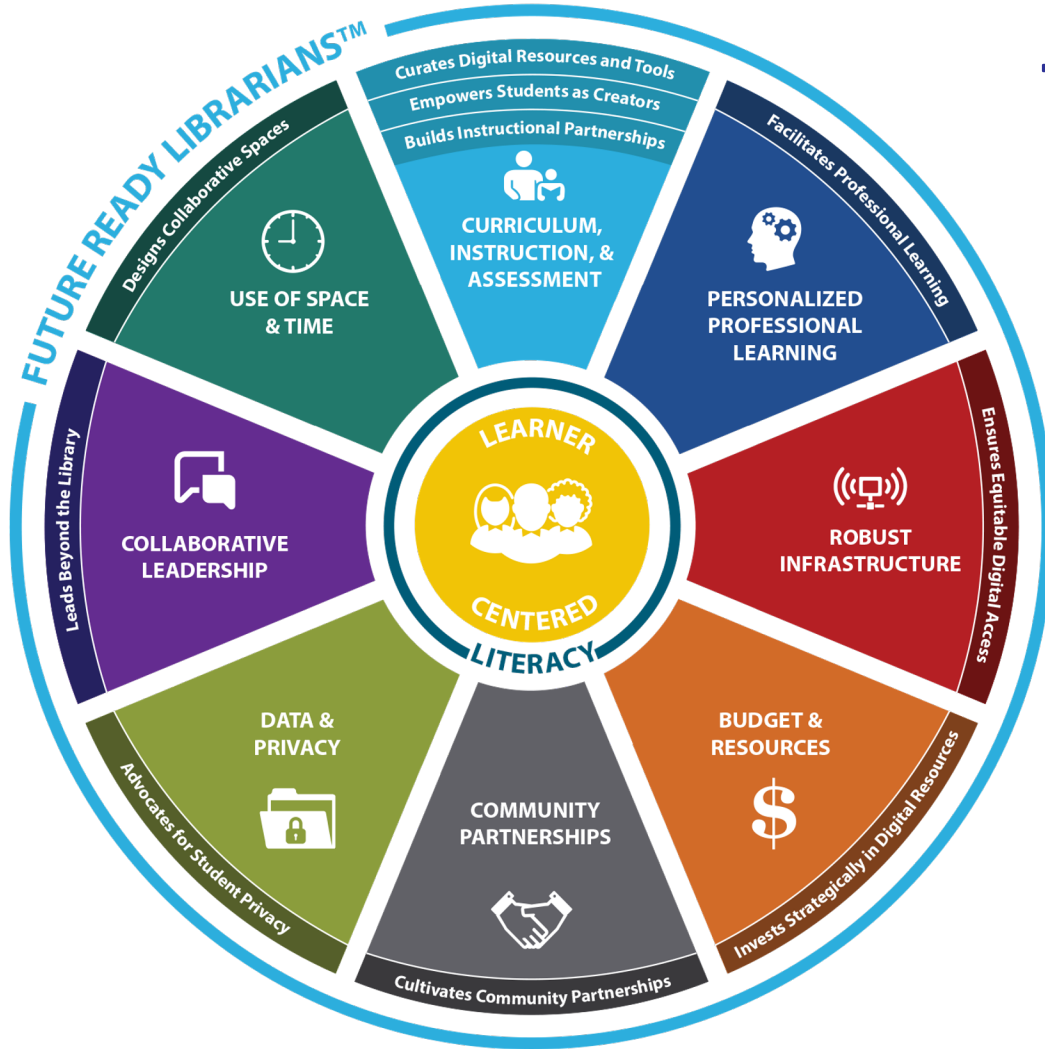 FUTURE READY LIBRARIANS™
Curates Digital Resources and Tools
Empowers Students as Creators
Builds Instructional Partnerships
CURRICULUM,
INSTRUCTION, &
ASSESSMENT
Facilitates Professional Learning
PERSONALIZED
PROFESSIONAL
LEARNING
Ensures Equitable Digital Access
ROBUST
INFRASTRUCTURE
Invests Strategically in Digital Resources
BUDGET &
RESOURCES
$
COMMUNITY
PARTNERSHIPS
Cultivates Community Partnerships
DATA &
PRIVACY
Advocates for Student Privacy
Leads Beyond the Library
COLLABORATIVE
LEADERSHIP
Designs Collaborative Spaces
USE OF SPACE
& TIME
LEARNER
CENTERED
LITERACY